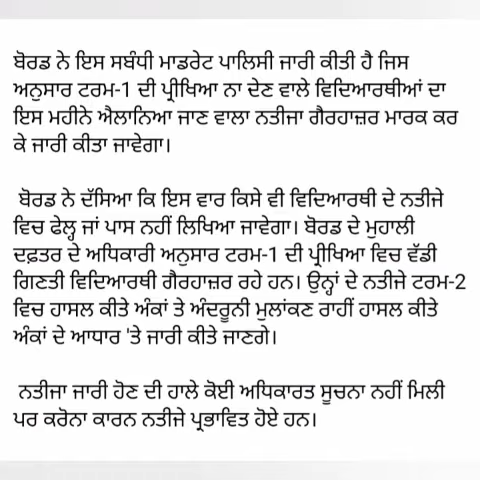 ਬੋਰਡ ਨੇ ਇਸ ਸਬੰਧੀ ਮਾਡਰੇਟ ਪਾਲਿਸੀ ਜਾਰੀ ਕੀਤੀ ਹੈ ਜਿਸ
ਅਨੁਸਾਰ ਟਰਮ-1 ਦੀ ਪ੍ਰੀਖਿਆ ਨਾ ਦੇਣ ਵਾਲੇ ਵਿਦਿਆਰਥੀਆਂ ਦਾ
ਇਸ ਮਹੀਨੇ ਐਲਾਨਿਆ ਜਾਣ ਵਾਲਾ ਨਤੀਜਾ ਗੈਰਹਾਜ਼ਰ ਮਾਰਕ ਕਰ
ਕੇ ਜਾਰੀ ਕੀਤਾ ਜਾਵੇਗਾ।
ਬੋਰਡ ਨੇ ਦੱਸਿਆ ਕਿ ਇਸ ਵਾਰ ਕਿਸੇ ਵੀ ਵਿਦਿਆਰਥੀ ਦੇ ਨਤੀਜੇ
ਵਿਚ ਫੇਲ੍ਹ ਜਾਂ ਪਾਸ ਨਹੀਂ ਲਿਖਿਆ ਜਾਵੇਗਾ। ਬੋਰਡ ਦੇ ਮੁਹਾਲੀ
ਦਫ਼ਤਰ ਦੇ ਅਧਿਕਾਰੀ ਅਨੁਸਾਰ ਟਰਮ-1 ਦੀ ਪ੍ਰੀਖਿਆ ਵਿਚ ਵੱਡੀ
ਗਿਣਤੀ ਵਿਦਿਆਰਥੀ ਗੈਰਹਾਜ਼ਰ ਰਹੇ ਹਨ। ਉਨ੍ਹਾਂ ਦੇ ਨਤੀਜੇ ਟਰਮ-2
ਵਿਚ ਹਾਸਲ ਕੀਤੇ ਅੰਕਾਂ ਤੇ ਅੰਦਰੂਨੀ ਮੁਲਾਂਕਣ ਰਾਹੀਂ ਹਾਸਲ ਕੀਤੇ
ਅੰਕਾਂ ਦੇ ਆਧਾਰ 'ਤੇ ਜਾਰੀ ਕੀਤੇ ਜਾਣਗੇ।
ਨਤੀਜਾ ਜਾਰੀ ਹੋਣ ਦੀ ਹਾਲੇ ਕੋਈ ਅਧਿਕਾਰਤ ਸੂਚਨਾ ਨਹੀਂ ਮਿਲੀ
ਪਰ ਕਰੋਨਾ ਕਾਰਨ ਨਤੀਜੇ ਪ੍ਰਭਾਵਿਤ ਹੋਏ ਹਨ।